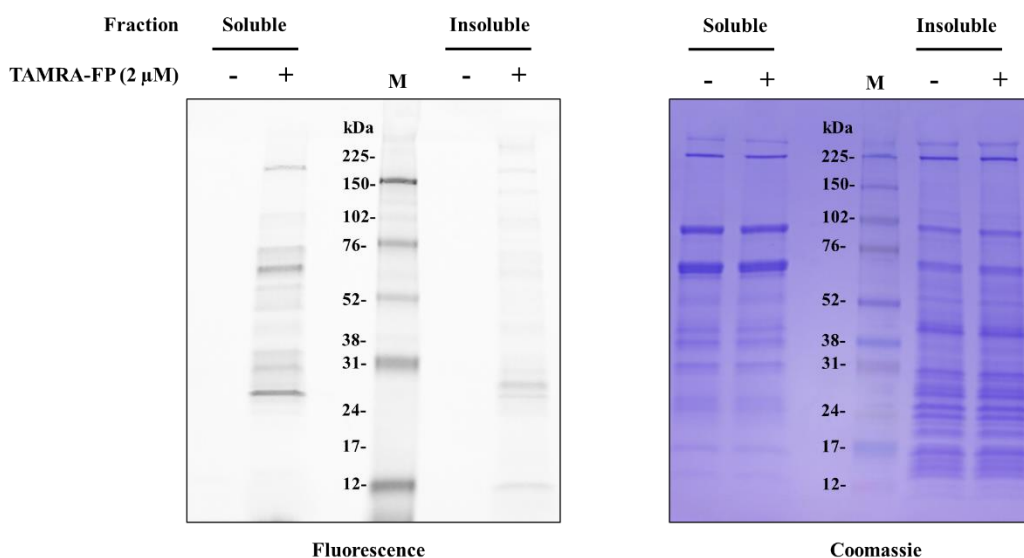 Fraction Soluble Insoluble Soluble Insoluble
TAMRA-FP (2 µM) - + M - + - + M - +
kDa kDa
225- 225-
150- 150-
102- 102-
76- 76-
52- 52-
38- 38-
31- 31-
24- 24-
17- 17-
12- 12-
Fluorescence Coomassie